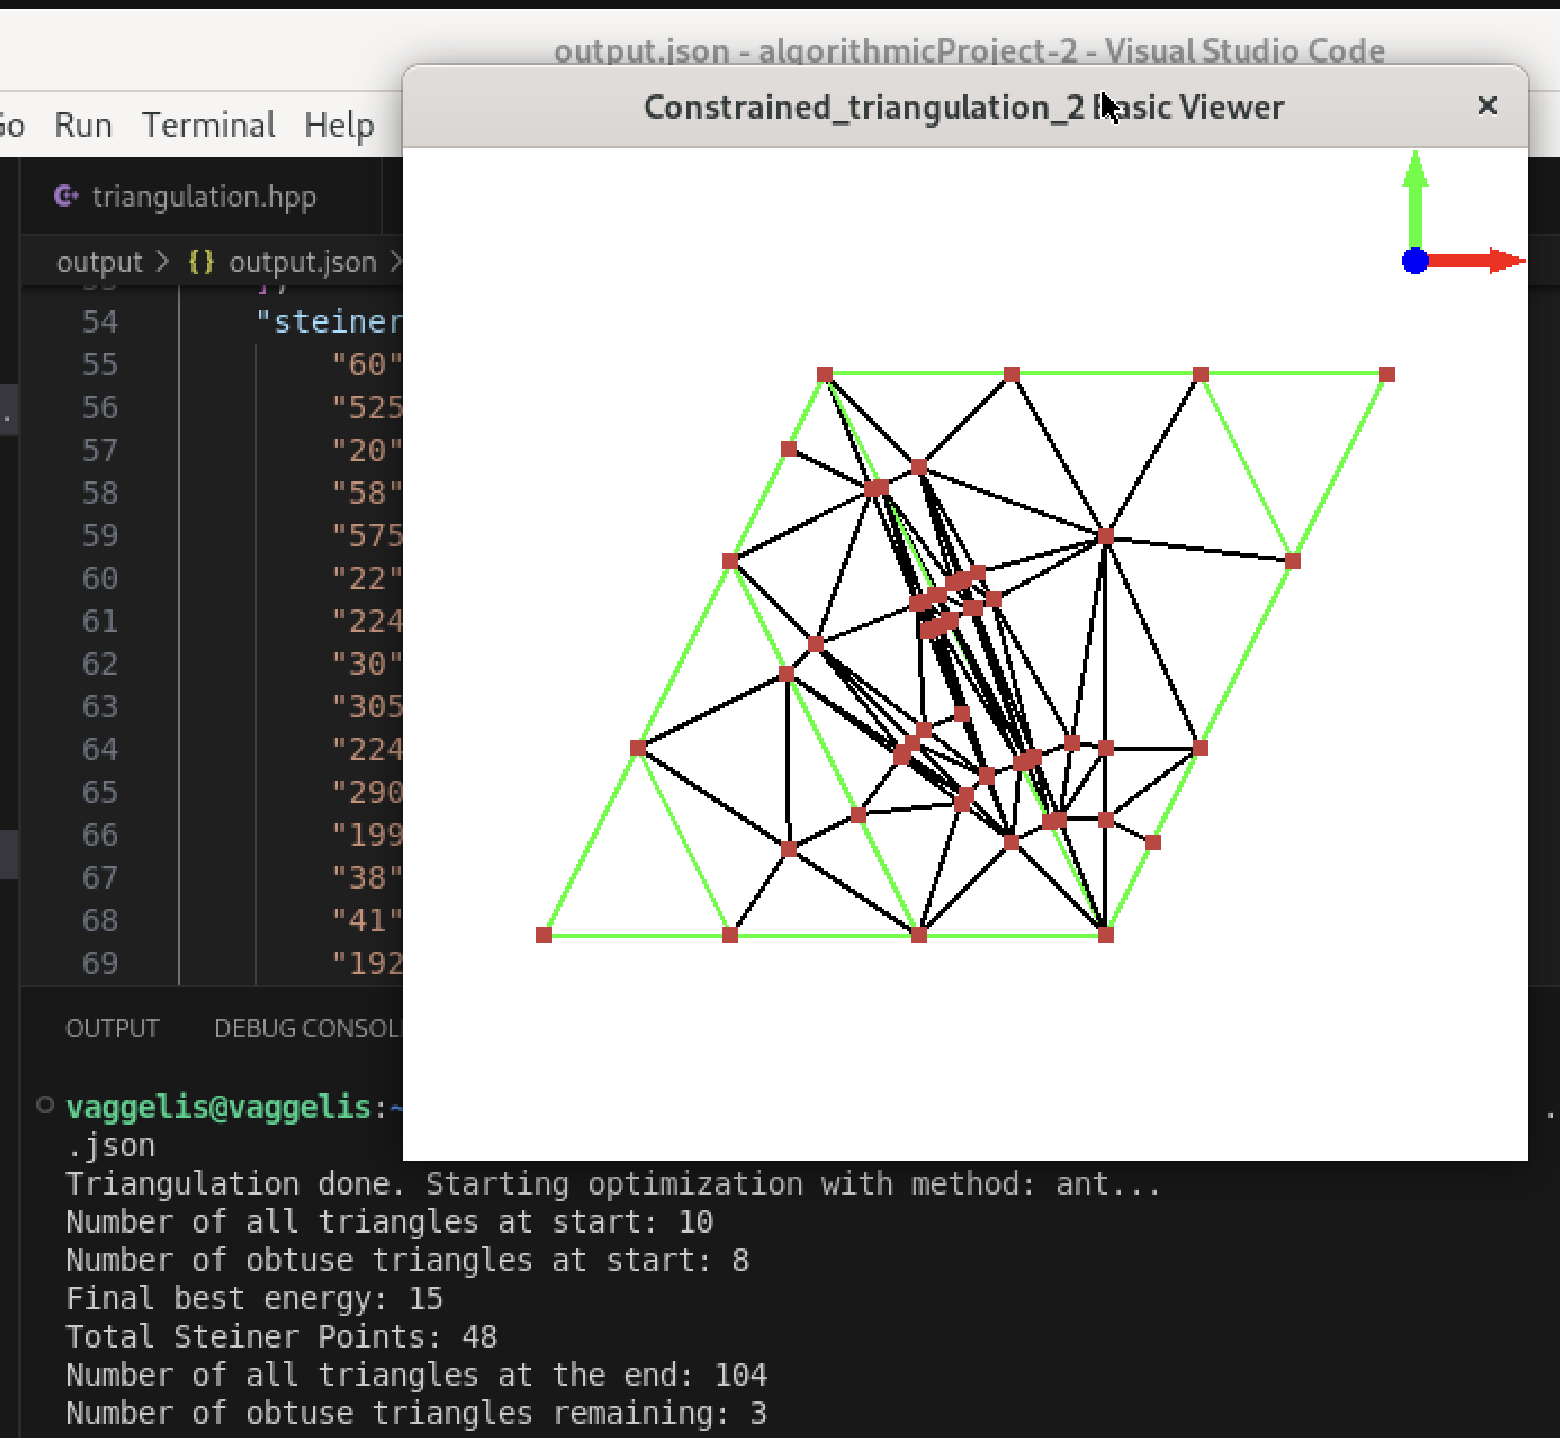 output.json - algorithmicProject-2 - Visual Studio Code
Go Run Terminal Help
Constrained_triangulation_2 Basic Viewer ×
triangulation.hpp
output > {} output.json >
53 ],
54 "steiner
55 "60"
56 "525
57 "20"
58 "58"
59 "575
60 "22"
61 "224
62 "30"
63 "305
64 "224
65 "290
66 "199
67 "38"
68 "41"
69 "192
OUTPUT DEBUG CONSOL
vaggelis@vaggelis:~
.json
Triangulation done. Starting optimization with method: ant...
Number of all triangles at start: 10
Number of obtuse triangles at start: 8
Final best energy: 15
Total Steiner Points: 48
Number of all triangles at the end: 104
Number of obtuse triangles remaining: 3